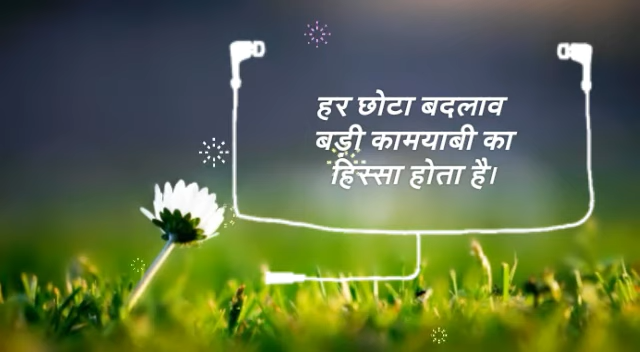 हर छोटा बदलाव
बड़ी कामयाबी का
हिस्सा होता है।